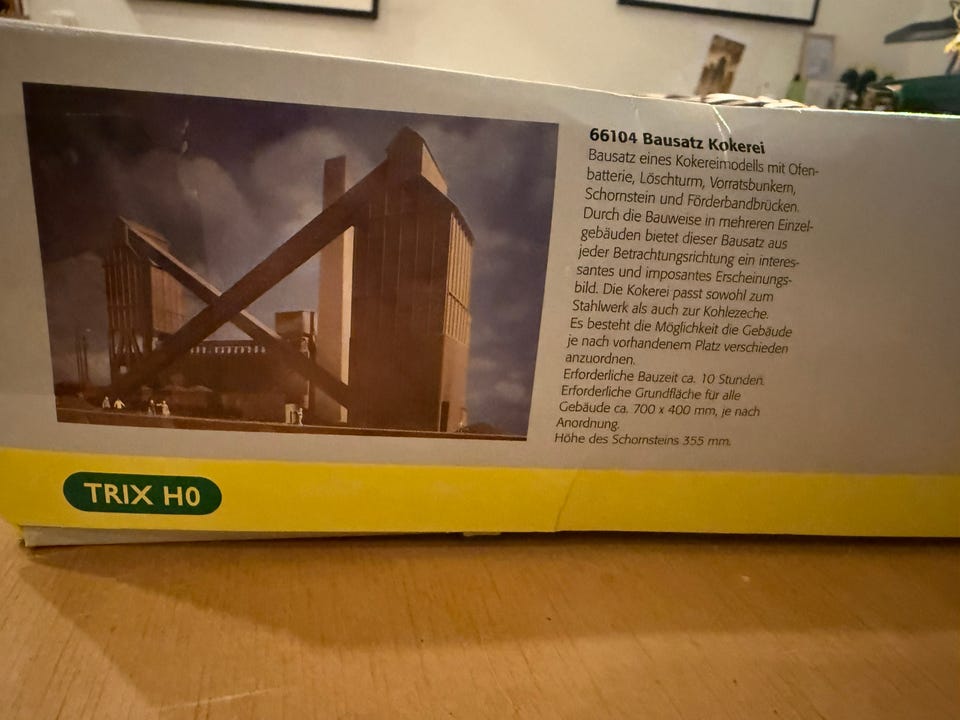 66104 Bausatz Kokerei
Bausatz eines Kokereimodells mit Ofen-
batterie, Löschturm, Vorratsbunkern,
Schornstein und Förderbandbrücken.
Durch die Bauweise in mehreren Einzel-
gebäuden bietet dieser Bausatz aus
jeder Betrachtungsrichtung ein interes-
santes und imposantes Erscheinungs-
bild. Die Kokerei passt sowohl zum
Stahlwerk als auch zur Kohlezeche.
Es besteht die Möglichkeit die Gebäude
je nach vorhandenem Platz verschieden
anzuordnen.
Erforderliche Bauzeit ca. 10 Stunden.
Erforderliche Grundfläche für alle
Gebäude ca. 700 x 400 mm, je nach
Anordnung.
Höhe des Schornsteins 355 mm.
TRIX H0